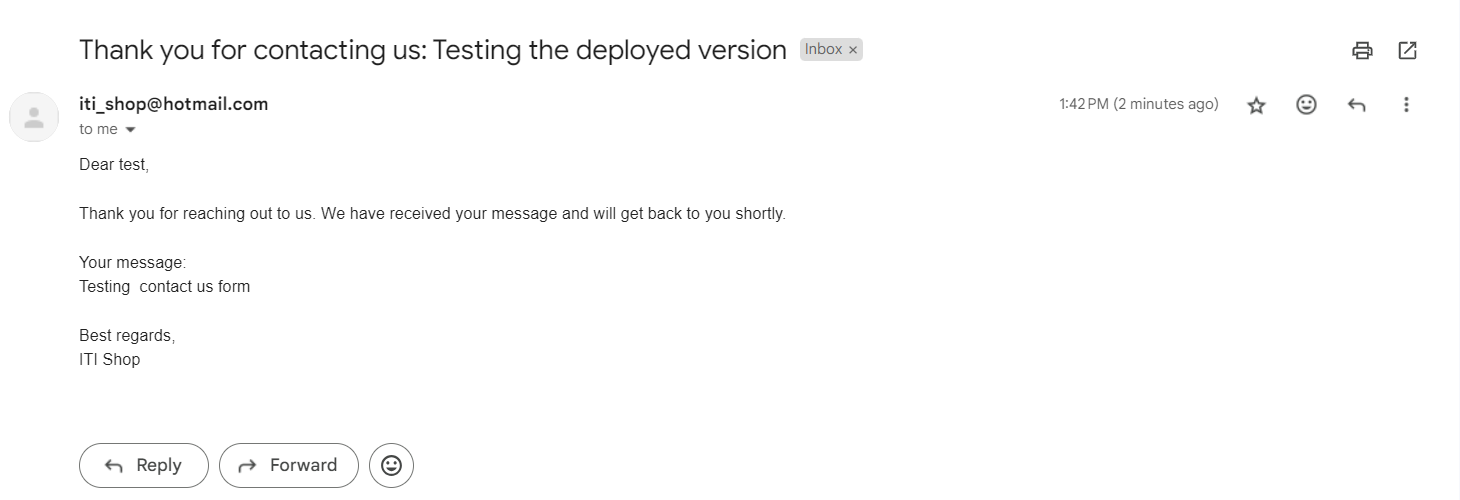 Thank you for contacting us: Testing the deployed version Inbox ×
iti_shop@hotmail.com 1:42 PM (2 minutes ago)
to me
Dear test,
Thank you for reaching out to us. We have received your message and will get back to you shortly.
Your message:
Testing  contact us form
Best regards,
ITI Shop
Reply Forward